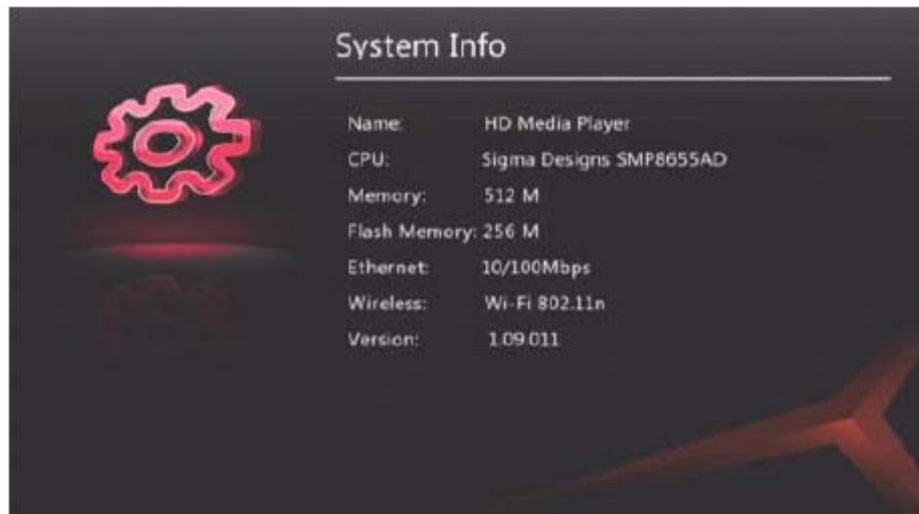 System Info
Name: HD Media Player
CPU: Sigma Designs SMP8655AD
Memory: 512 M
Flash Memory: 256 M
Ethernet: 10/100Mbps
Wireless: Wi-Fi 802.11n
Version: 1.09.011